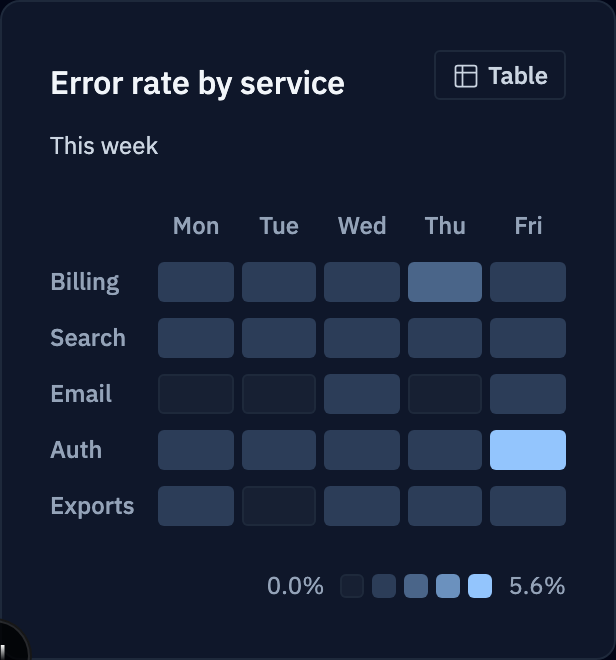 Error rate by service
Table
This week
Mon Tue Wed Thu Fri
Billing
Search
Email
Auth
Exports
0.0% 5.6%